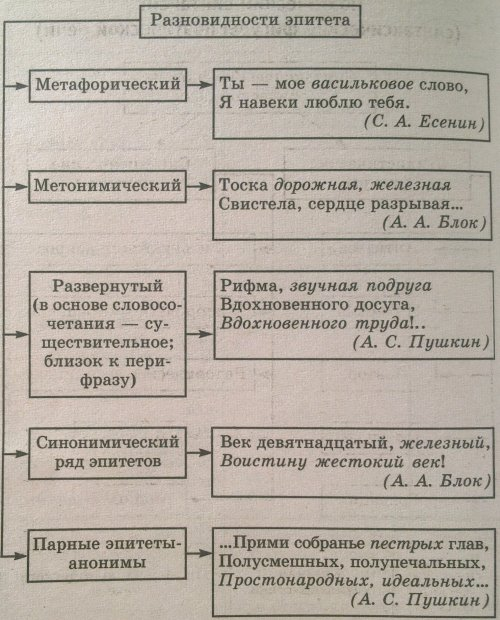 Разновидности эпитета
Метафорический
Ты — мое васильковое слово,
Я навеки люблю тебя.
(С. А. Есенин)
Метонимический
Тоска дорожная, железная
Свистела, сердце разрывая...
(А. А. Блок)
Развернутый
(в основе словосо-
четания — су-
ществительное;
близок к пери-
фразу)
Рифма, звучная подруга
Вдохновенного досуга,
Вдохновенного труда!..
(А. С. Пушкин)
Синонимический
ряд эпитетов
Век девятнадцатый, железный,
Воистину жестокий век!
(А. А. Блок)
Парные эпитеты-
анонимы
...Прими собранье пестрых глав,
Полусмешных, полупечальных,
Простонародных, идеальных...
(А. С. Пушкин)